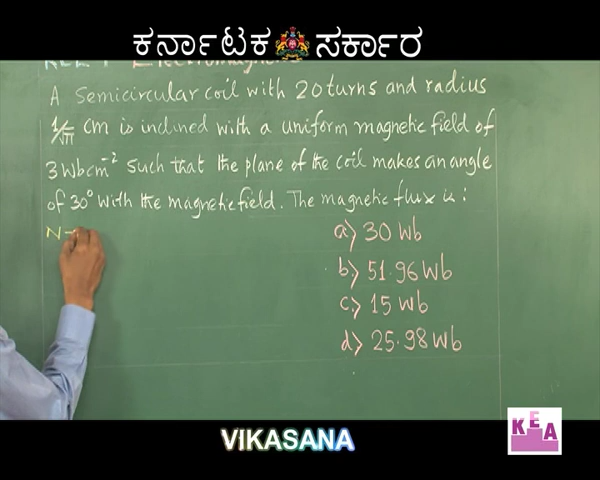 ಕರ್ನಾಟಕ ಸರ್ಕಾರ
A Semicircular coil with 20 turns and radius
1/√π cm is inclined with a uniform magnetic field of
3 Wb cm⁻² such that the plane of the coil makes an angle
of 30° with the magnetic field. The magnetic flux is:
N
a) 30 Wb
b) 51.96 Wb
c) 15 Wb
d) 25.98 Wb
KEA
VIKASANA